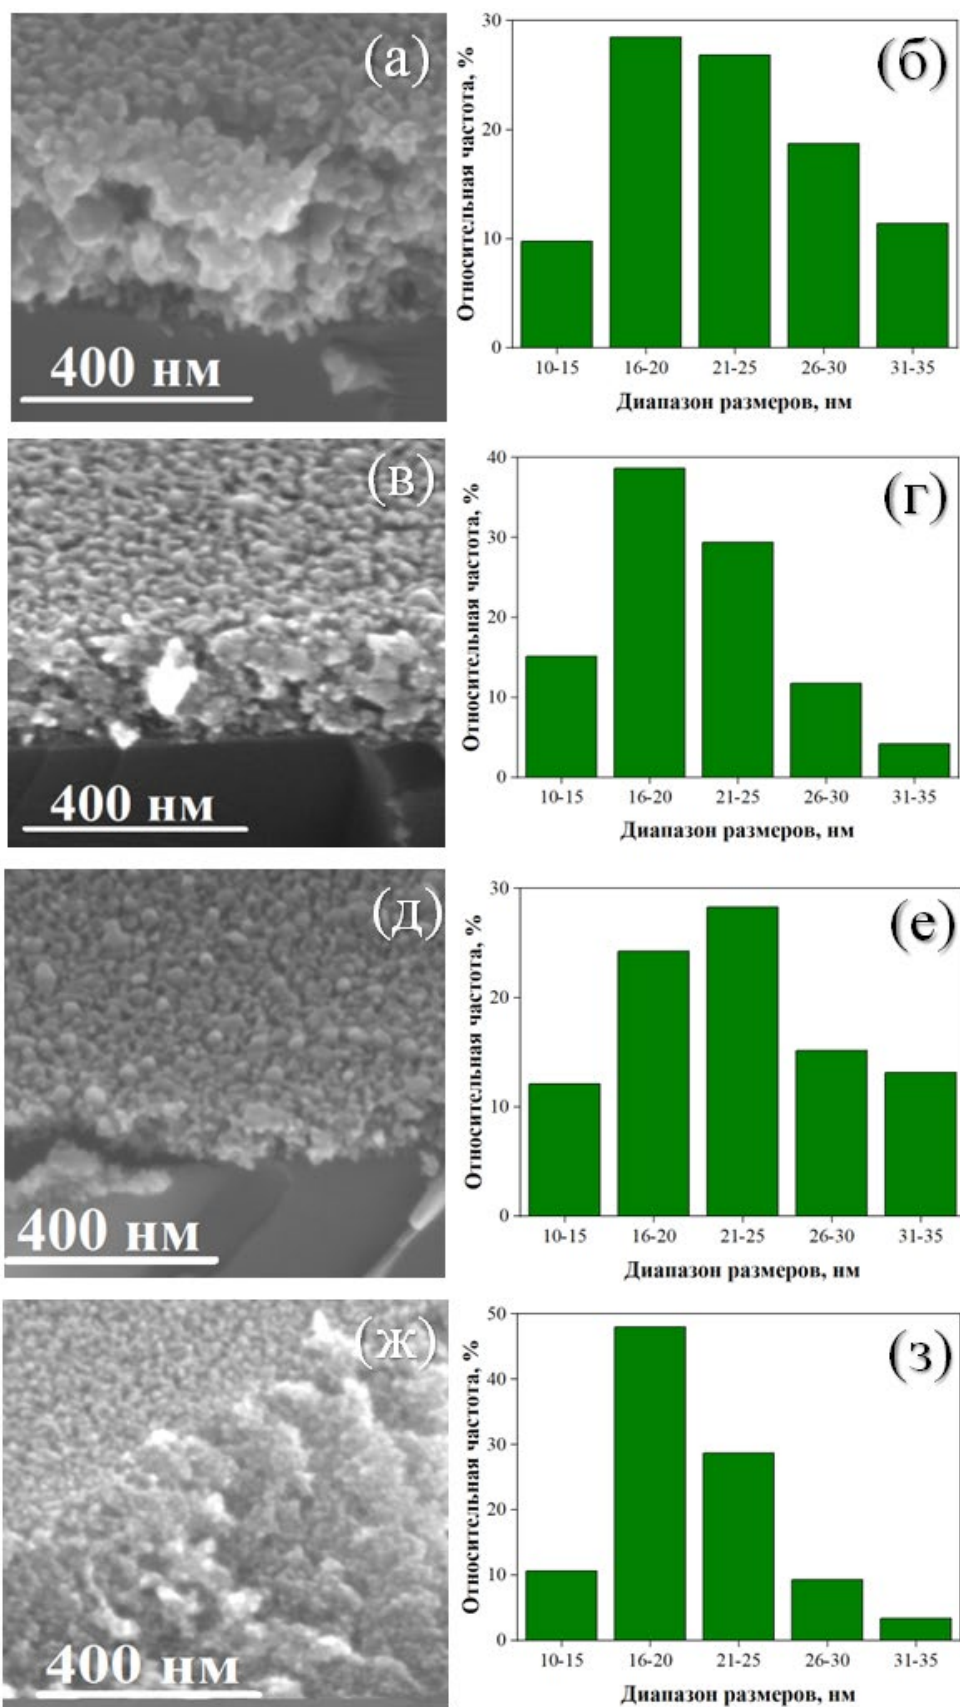 (а)
400 нм
(б)
Относительная частота, %
30
20
10
0
10-15 16-20 21-25 26-30 31-35
Диапазон размеров, нм
(в)
400 нм
(г)
Относительная частота, %
40
30
20
10
0
10-15 16-20 21-25 26-30 31-35
Диапазон размеров, нм
(д)
400 нм
(е)
Относительная частота, %
30
20
10
0
10-15 16-20 21-25 26-30 31-35
Диапазон размеров, нм
(ж)
400 нм
(з)
Относительная частота, %
50
40
30
20
10
0
10-15 16-20 21-25 26-30 31-35
Диапазон размеров, нм